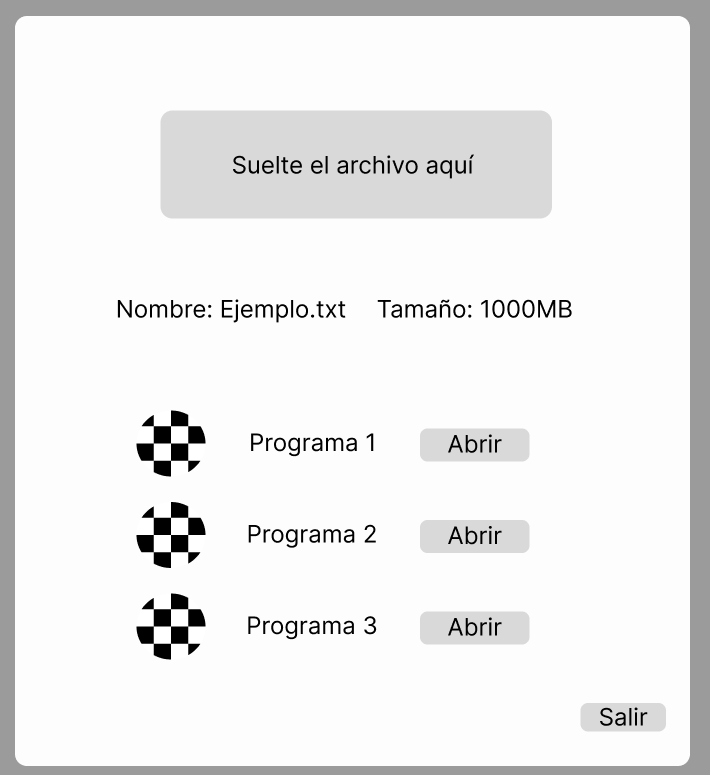 Suelte el archivo aquí
Nombre: Ejemplo.txt Tamaño: 1000MB
Programa 1 Abrir
Programa 2 Abrir
Programa 3 Abrir
Salir